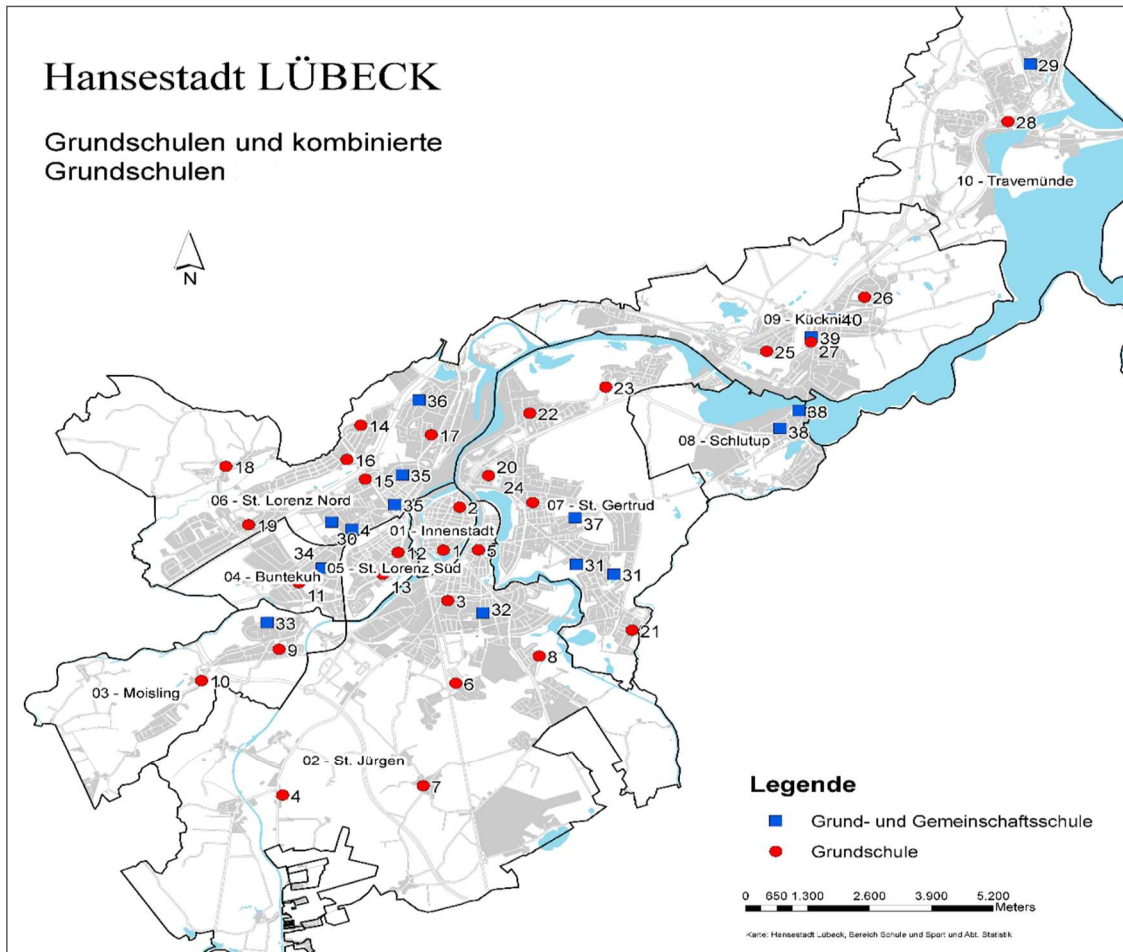 Hansestadt LÜBECK
Grundschulen und kombinierte
Grundschulen
N
29
28
10 - Travemünde
26
09 - Kückni
40
39
25
27
23
36
22
38
14
17
38
08 - Schlutup
16
18
35
20
15
24
06 - St. Lorenz Nord
35
2
07 - St. Gertrud
37
19
4
01 - Innenstadt
30
34
12
1
5
05 - St. Lorenz Süd
31
31
04 - Buntekuh
11
13
3
32
33
21
9
8
10
6
03 - Moisling
02 - St. Jürgen
7
4
Legende
Grund- und Gemeinschaftsschule
Grundschule
0 650 1.300 2.600 3.900 5.200
Meters
Karte: Hansestadt Lübeck, Bereich Schule und Sport und Abt. Statistik